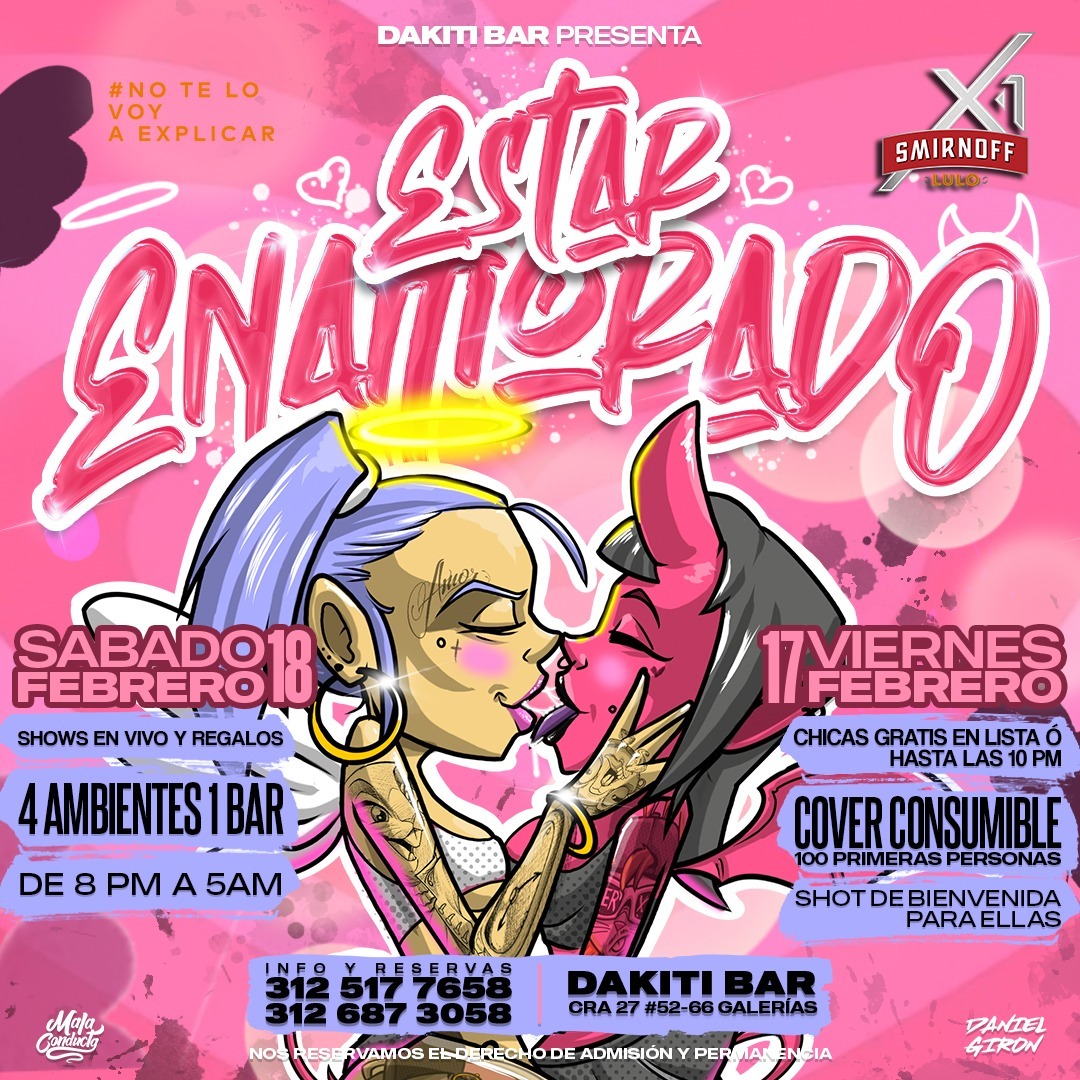 DAKITI BAR PRESENTA
#NO TE LO
VOY
A EXPLICAR
X1
SMIRNOFF
LULO
ESTAR
ENAMORADO
Amor
SABADO 18
FEBRERO
SHOWS EN VIVO Y REGALOS
4 AMBIENTES 1 BAR
DE 8 PM A 5AM
17 VIERNES
FEBRERO
CHICAS GRATIS EN LISTA Ó
HASTA LAS 10 PM
COVER CONSUMIBLE
100 PRIMERAS PERSONAS
SHOT DE BIENVENIDA
PARA ELLAS
INFO Y RESERVAS
312 517 7658
312 687 3058
DAKITI BAR
CRA 27 #52-66 GALERÍAS
Mala
Conducta
DANIEL
GIRON
NOS RESERVAMOS EL DERECHO DE ADMISIÓN Y PERMANENCIA